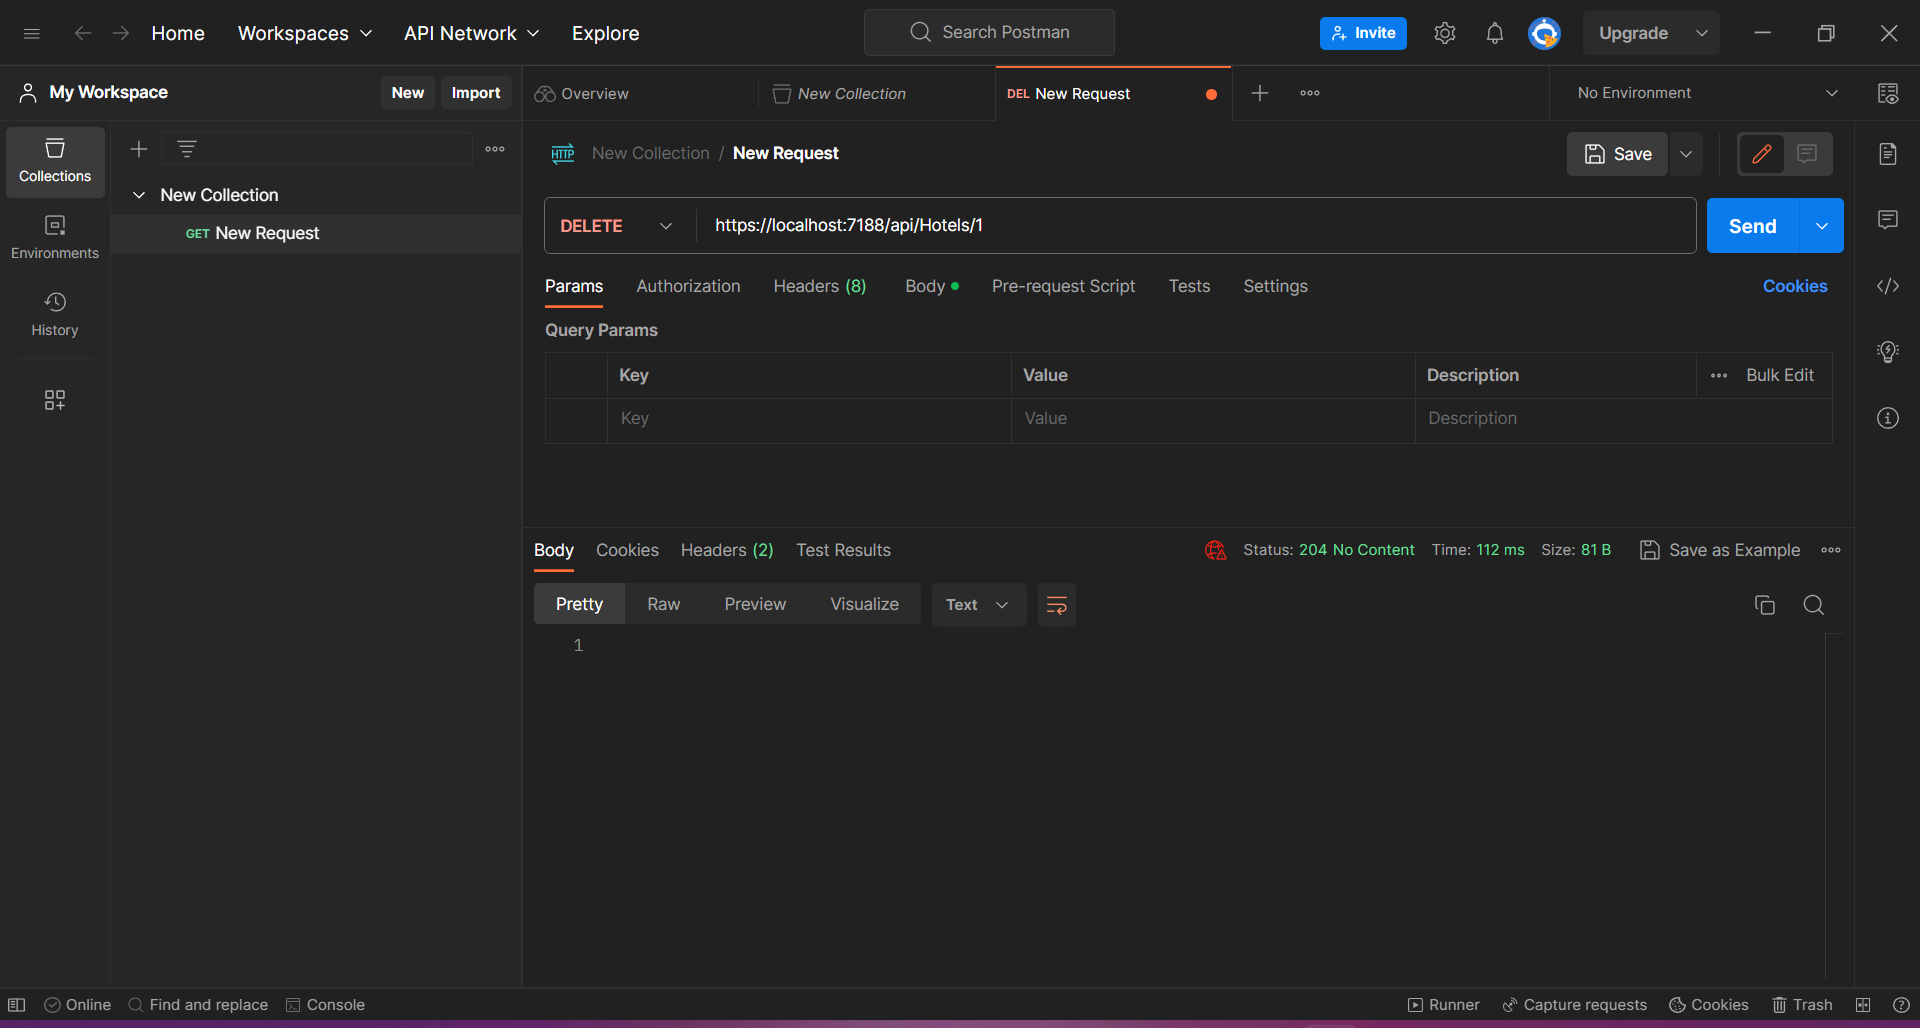 Home Workspaces API Network Explore Search Postman Invite Upgrade
My Workspace New Import Overview New Collection DEL New Request No Environment
Collections
Environments
History
New Collection
GET New Request
HTTP New Collection / New Request Save
DELETE https://localhost:7188/api/Hotels/1 Send
Params Authorization Headers (8) Body Pre-request Script Tests Settings Cookies
Query Params
Key Value Description Bulk Edit
Key Value Description
Body Cookies Headers (2) Test Results Status: 204 No Content Time: 112 ms Size: 81 B Save as Example
Pretty Raw Preview Visualize Text
1
Online Find and replace Console Runner Capture requests Cookies Trash